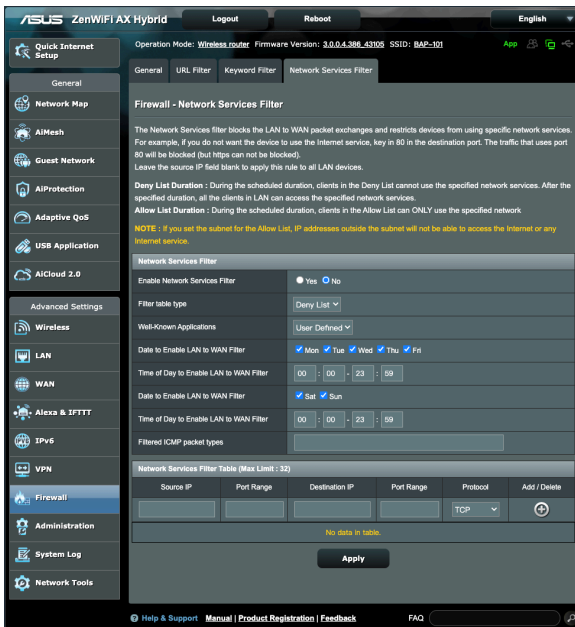 ASUS ZenWiFi AX Hybrid Logout Reboot English
Quick Internet Setup
Operation Mode: Wireless router Firmware Version: 3.0.0.4.386_43105 SSID: BAP-101 App
General URL Filter Keyword Filter Network Services Filter
General
Network Map
AiMesh
Guest Network
AiProtection
Adaptive QoS
USB Application
AiCloud 2.0
Advanced Settings
Wireless
LAN
WAN
Alexa & IFTTT
IPv6
VPN
Firewall
Administration
System Log
Network Tools
Firewall - Network Services Filter
The Network Services filter blocks the LAN to WAN packet exchanges and restricts devices from using specific network services.
For example, if you do not want the device to use the Internet service, key in 80 in the destination port. The traffic that uses port
80 will be blocked (but https can not be blocked).
Leave the source IP field blank to apply this rule to all LAN devices.
Deny List Duration : During the scheduled duration, clients in the Deny List cannot use the specified network services. After the
specified duration, all the clients in LAN can access the specified network services.
Allow List Duration : During the scheduled duration, clients in the Allow List can ONLY use the specified network
NOTE : If you set the subnet for the Allow List, IP addresses outside the subnet will not be able to access the Internet or any
Internet service.
Network Services Filter
Enable Network Services Filter Yes No
Filter table type Deny List
Well-Known Applications User Defined
Date to Enable LAN to WAN Filter Mon Tue Wed Thu Fri
Time of Day to Enable LAN to WAN Filter 00 : 00 - 23 : 59
Date to Enable LAN to WAN Filter Sat Sun
Time of Day to Enable LAN to WAN Filter 00 : 00 - 23 : 59
Filtered ICMP packet types
Network Services Filter Table (Max Limit : 32)
Source IP Port Range Destination IP Port Range Protocol Add / Delete
TCP
No data in table.
Apply
Help & Support Manual | Product Registration | Feedback FAQ